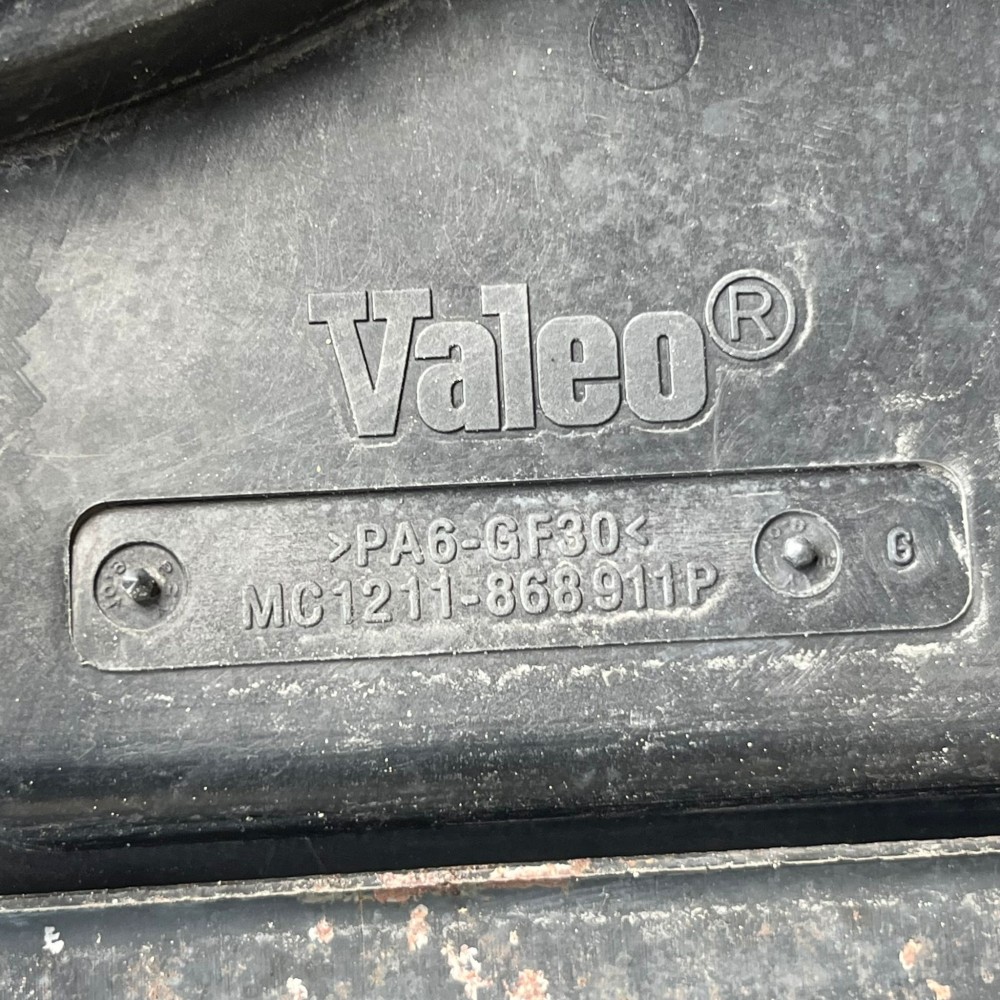 Valeo®
>PA6-GF30<
MC1211-868911P
G